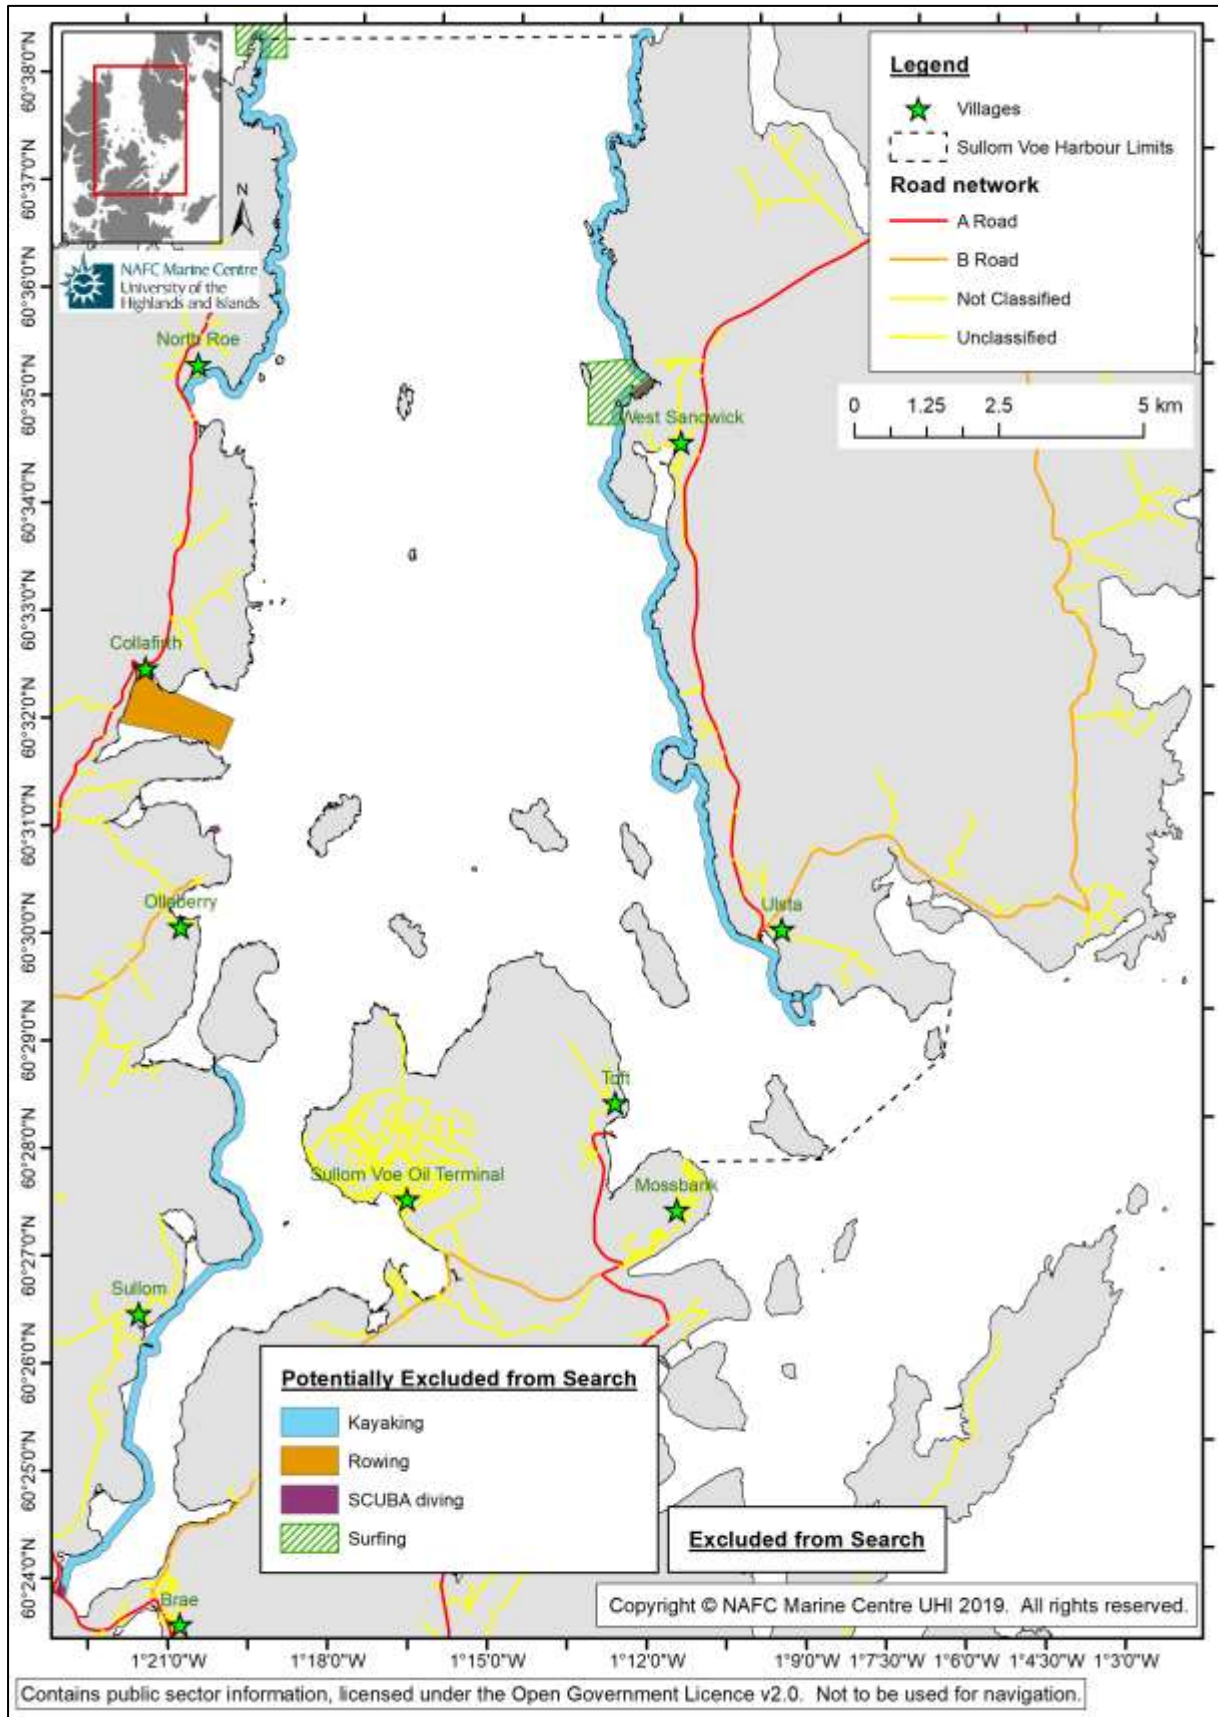 Legend
Villages
Sullom Voe Harbour Limits
Road network
A Road
B Road
Not Classified
Unclassified
0 1.25 2.5 5 km
N
NAFC Marine Centre
University of the
Highlands and Islands
North Roe
West Sandwick
Collafirth
Ollaberry
Ulsta
Toft
Sullom Voe Oil Terminal
Mossbank
Sullom
Brae
Potentially Excluded from Search
Kayaking
Rowing
SCUBA diving
Surfing
Excluded from Search
Copyright © NAFC Marine Centre UHI 2019. All rights reserved.
60°38'0"N
60°37'0"N
60°36'0"N
60°35'0"N
60°34'0"N
60°33'0"N
60°32'0"N
60°31'0"N
60°30'0"N
60°29'0"N
60°28'0"N
60°27'0"N
60°26'0"N
60°25'0"N
60°24'0"N
1°21'0"W 1°18'0"W 1°15'0"W 1°12'0"W 1°9'0"W 1°7'30"W 1°6'0"W 1°4'30"W 1°3'0"W
Contains public sector information, licensed under the Open Government Licence v2.0. Not to be used for navigation.